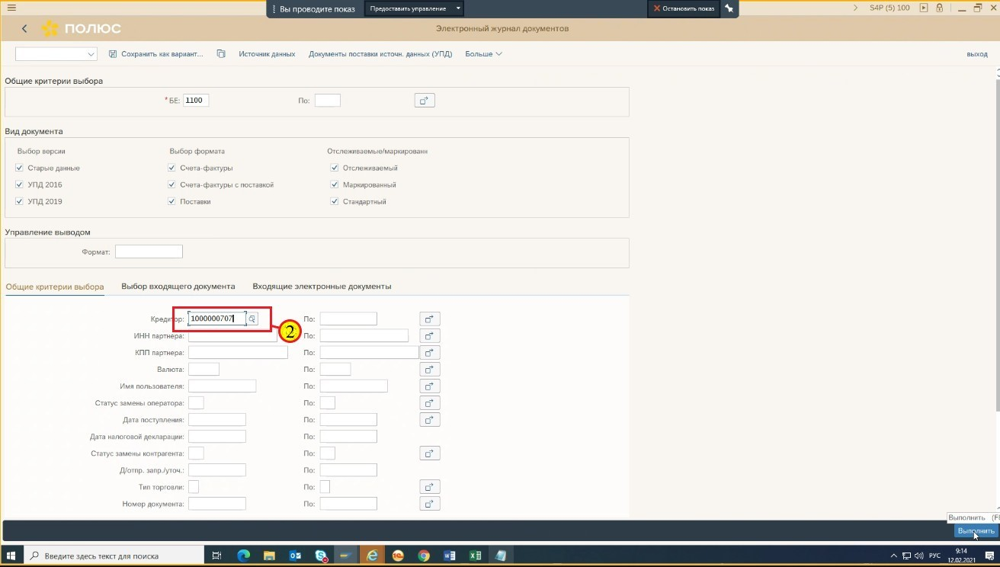 Вы проводите показ Предоставить управление Остановить показ S4P (5) 100
ПОЛЮС Электронный журнал документов
Сохранить как вариант... Источник данных Документы поставки источн. данных (УПД) Больше выход
Общие критерии выбора
*БЕ: 1100 По:
Вид документа
Выбор версии Выбор формата Отслеживаемые/маркированн
Старые данные Счета-фактуры Отслеживаемый
УПД 2016 Счета-фактуры с поставкой Маркированный
УПД 2019 Поставки Стандартный
Управление выводом
Формат:
Общие критерии выбора Выбор входящего документа Входящие электронные документы
Кредитор: 1000000707 По:
2
ИНН партнера: По:
КПП партнера: По:
Валюта: По:
Имя пользователя: По:
Статус замены оператора: По:
Дата поступления: По:
Дата налоговой декларации: По:
Статус замены контрагента: По:
Д/отпр. запр./уточ.: По:
Тип торговли: По:
Номер документа: По:
Выполнить (F
Выполнить
Введите здесь текст для поиска РУС 9:14
12.02.2021